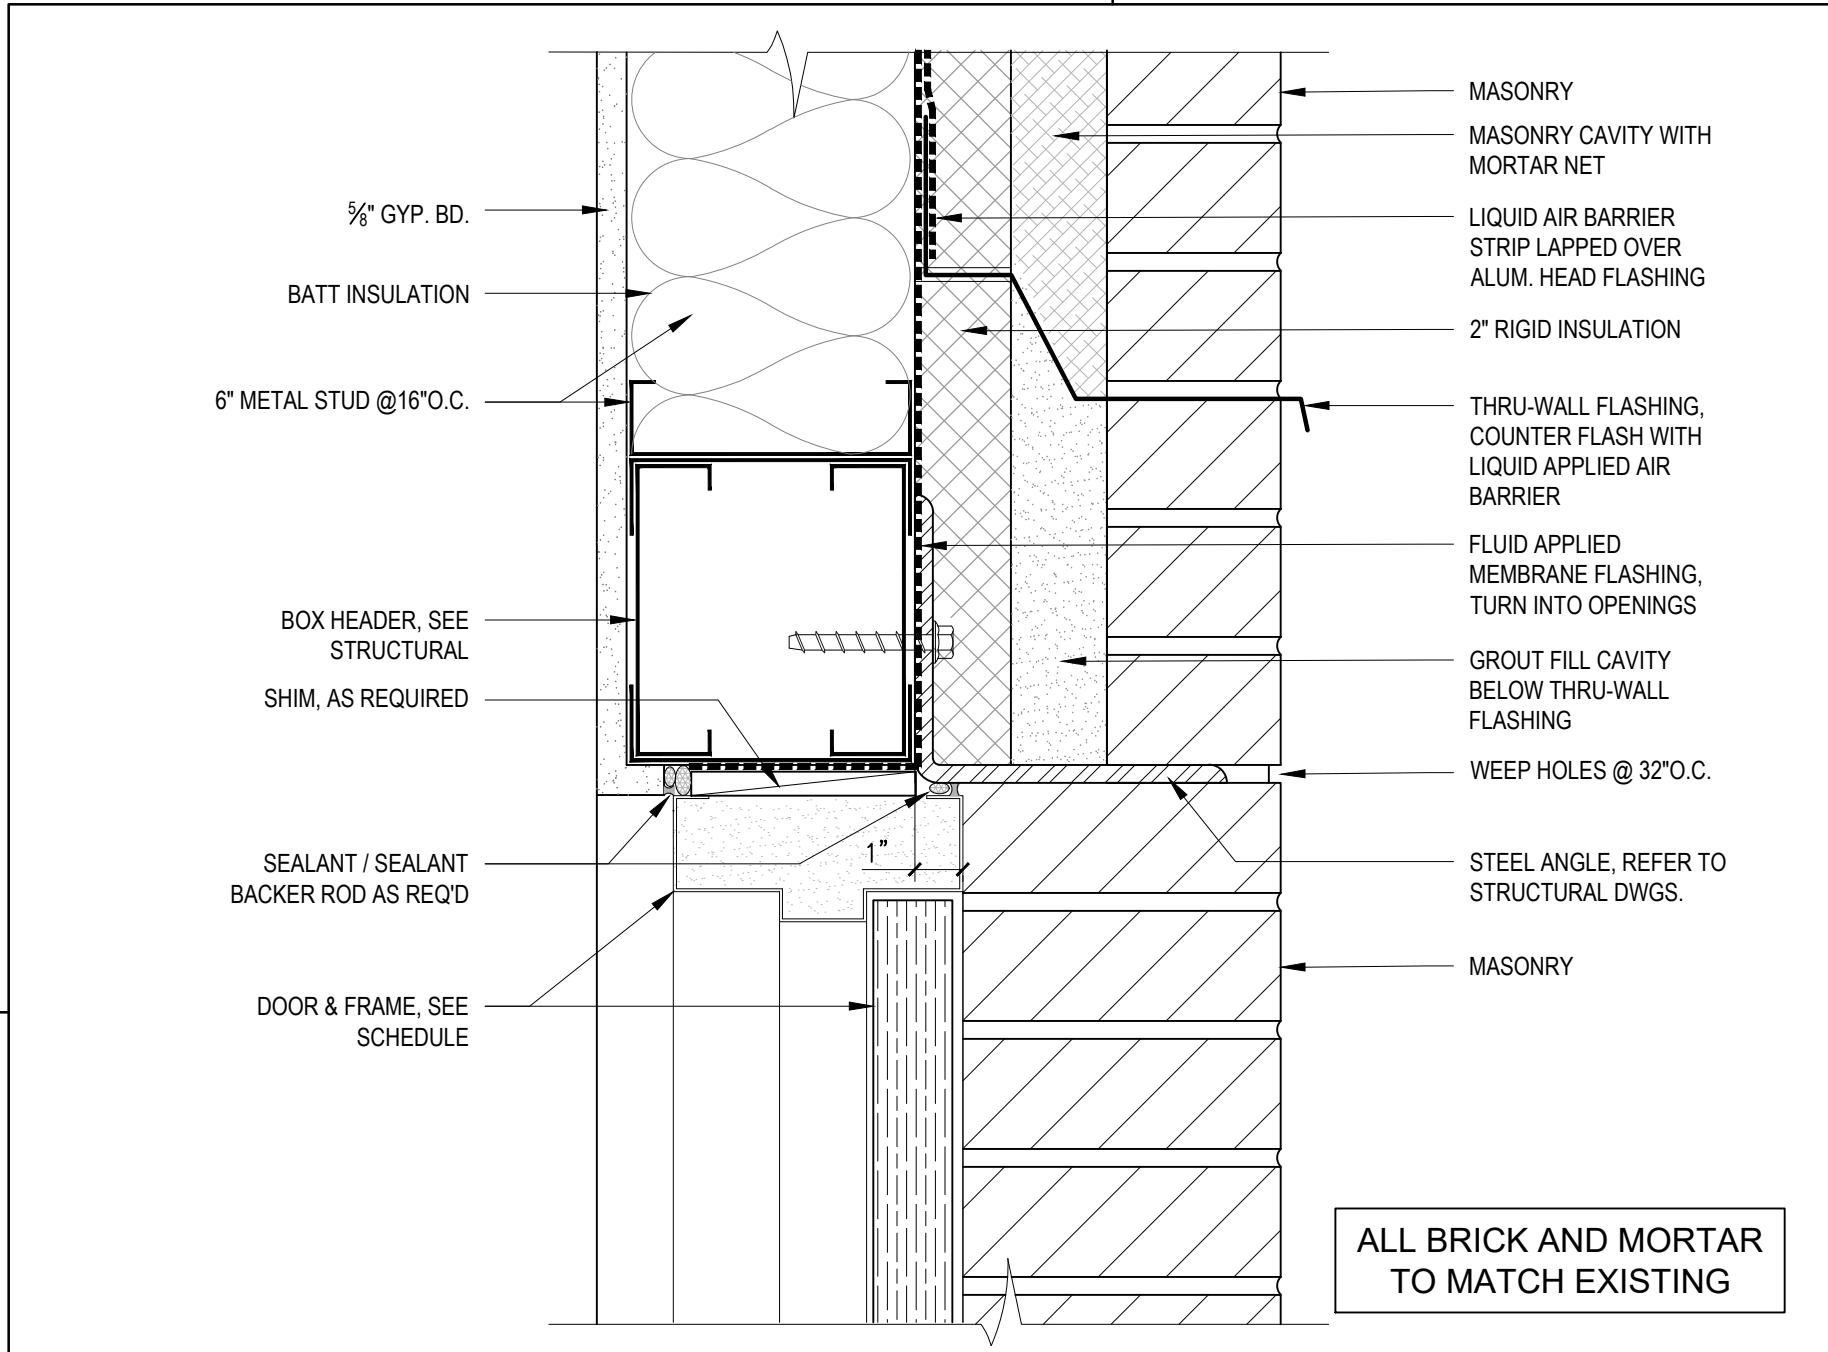 ⅝" GYP. BD.
BATT INSULATION
6" METAL STUD @16"O.C.
BOX HEADER, SEE
STRUCTURAL
SHIM, AS REQUIRED
SEALANT / SEALANT
BACKER ROD AS REQ'D
DOOR & FRAME, SEE
SCHEDULE
1”
MASONRY
MASONRY CAVITY WITH
MORTAR NET
LIQUID AIR BARRIER
STRIP LAPPED OVER
ALUM. HEAD FLASHING
2" RIGID INSULATION
THRU-WALL FLASHING,
COUNTER FLASH WITH
LIQUID APPLIED AIR
BARRIER
FLUID APPLIED
MEMBRANE FLASHING,
TURN INTO OPENINGS
GROUT FILL CAVITY
BELOW THRU-WALL
FLASHING
WEEP HOLES @ 32"O.C.
STEEL ANGLE, REFER TO
STRUCTURAL DWGS.
MASONRY
ALL BRICK AND MORTAR
TO MATCH EXISTING